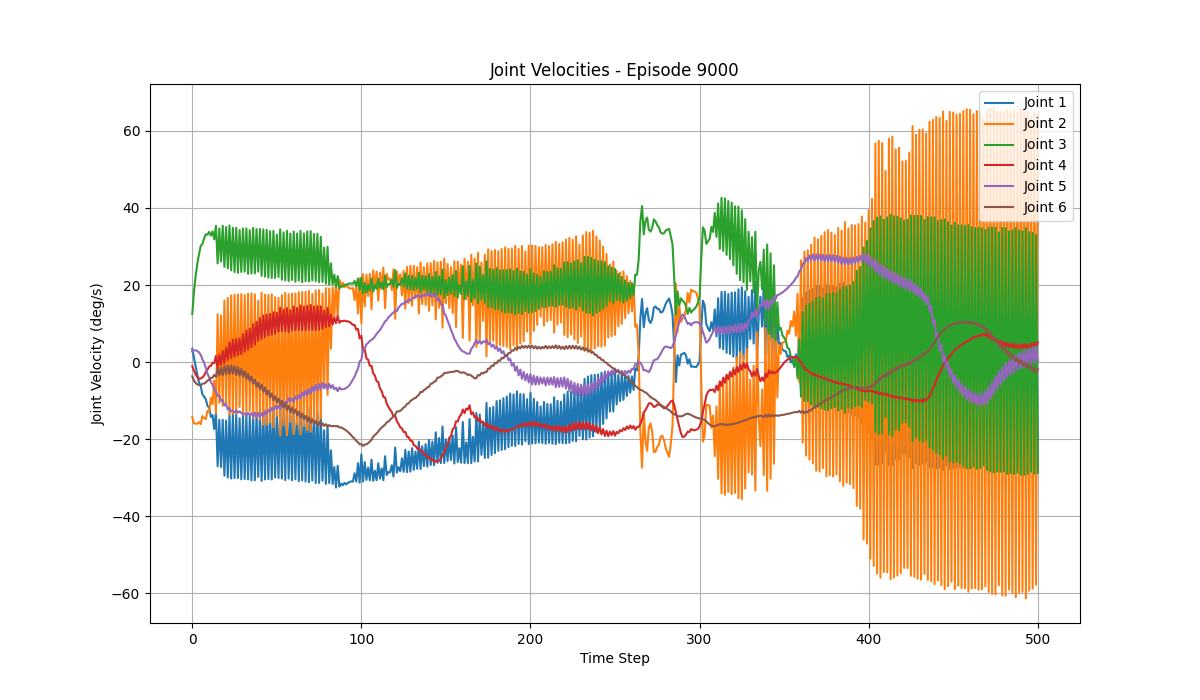 Joint Velocities - Episode 9000
Joint 1
Joint 2
Joint 3
Joint 4
Joint 5
Joint 6
Joint Velocity (deg/s)
60
40
20
0
−20
−40
−60
0 100 200 300 400 500
Time Step